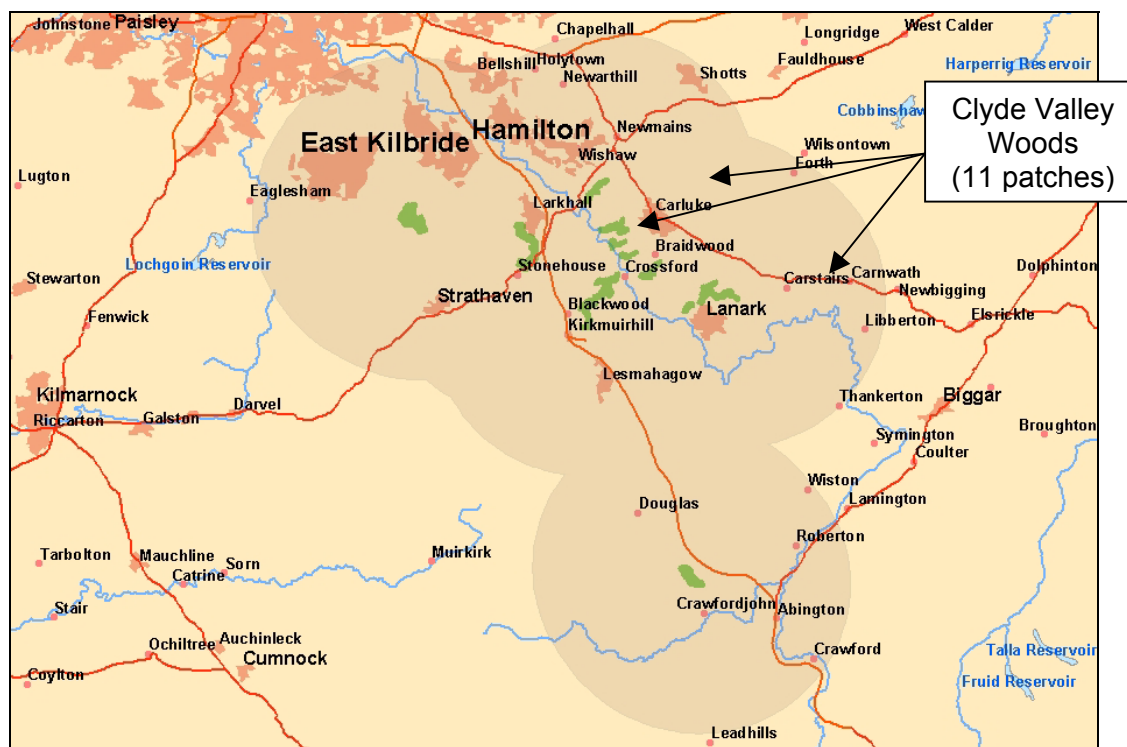 Johnstone
Paisley
Chapelhall
Longridge
West Calder
Bellshill
Holytown
Newarthill
Shotts
Fauldhouse
Harperrig Reservoir
Cobbinshaw
Clyde Valley
Woods
(11 patches)
East Kilbride
Hamilton
Newmains
Wishaw
Wilsontown
Forth
Lugton
Eaglesham
Larkhall
Carluke
Braidwood
Lochgoin Reservoir
Stonehouse
Crossford
Carstairs
Carnwath
Newbigging
Dolphinton
Stewarton
Strathaven
Blackwood
Kirkmuirhill
Lanark
Libberton
Elsrickle
Fenwick
Lesmahagow
Kilmarnock
Riccarton
Galston
Darvel
Thankerton
Biggar
Symington
Broughton
Coulter
Wiston
Lamington
Douglas
Roberton
Tarbolton
Mauchline
Sorn
Catrine
Muirkirk
Stair
Crawfordjohn
Abington
Ochiltree
Auchinleck
Cumnock
Crawford
Coylton
Talla Reservoir
Fruid Reservoir
Leadhills